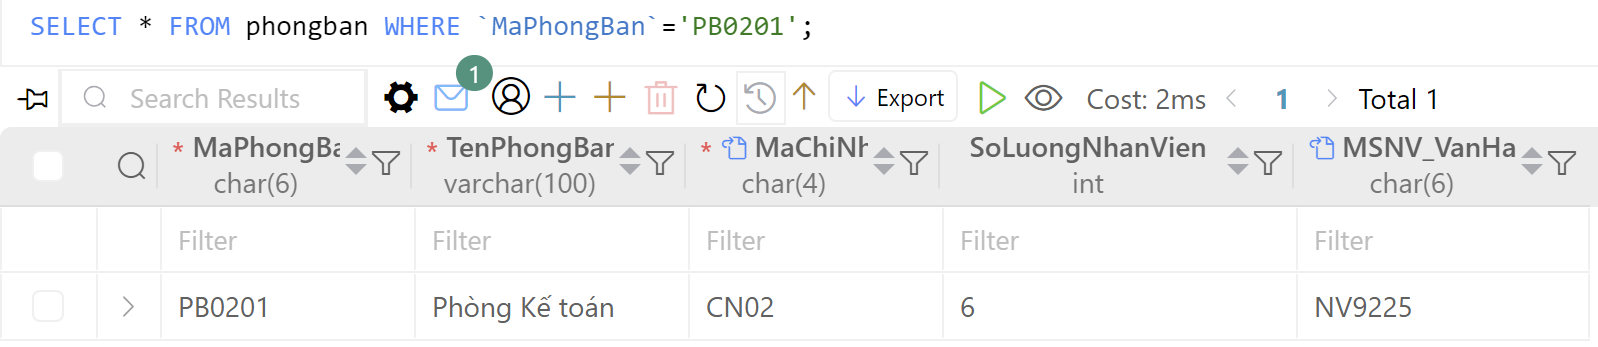 SELECT * FROM phongban WHERE `MaPhongBan`='PB0201';
Search Results 1 Export Cost: 2ms 1 Total 1
* MaPhongBa * TenPhongBar * MaChiNh SoLuongNhanVien MSNV_VanHa
char(6) varchar(100) char(4) int char(6)
Filter Filter Filter Filter Filter
PB0201 Phòng Kế toán CN02 6 NV9225